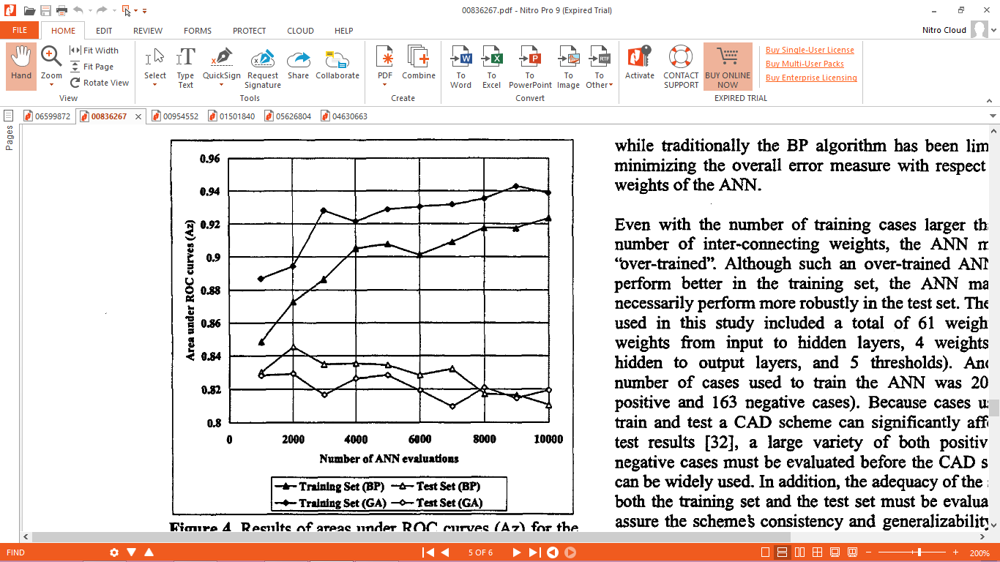 00836267.pdf - Nitro Pro 9 (Expired Trial)
FILE HOME EDIT REVIEW FORMS PROTECT CLOUD HELP Nitro Cloud
Hand
Zoom
Fit Width
Fit Page
Rotate View
View
Select
Type Text
QuickSign
Request Signature
Share
Collaborate
Tools
PDF
Combine
Create
To Word
To Excel
To PowerPoint
To Image
To Other
Convert
Activate
CONTACT SUPPORT
BUY ONLINE NOW
Buy Single-User License
Buy Multi-User Packs
Buy Enterprise Licensing
EXPIRED TRIAL
06599872 00836267 00954552 01501840 05626804 04630663
Pages
0.96
0.94
0.92
0.9
0.88
0.86
0.84
0.82
0.8
Area under ROC curves (Az)
0 2000 4000 6000 8000 10000
Number of ANN evaluations
Training Set (BP) Test Set (BP)
Training Set (GA) Test Set (GA)
Figure 4. Results of areas under ROC curves (Az) for the
while traditionally the BP algorithm has been lim
minimizing the overall error measure with respect
weights of the ANN.
Even with the number of training cases larger th
number of inter-connecting weights, the ANN m
“over-trained”. Although such an over-trained ANN
perform better in the training set, the ANN ma
necessarily perform more robustly in the test set. The
used in this study included a total of 61 weigh
weights from input to hidden layers, 4 weights
hidden to output layers, and 5 thresholds). And
number of cases used to train the ANN was 20
positive and 163 negative cases). Because cases u
train and test a CAD scheme can significantly aff
test results [32], a large variety of both positiv
negative cases must be evaluated before the CAD s
can be widely used. In addition, the adequacy of the
both the training set and the test set must be evalua
assure the scheme's consistency and generalizability
FIND 5 OF 6 200%